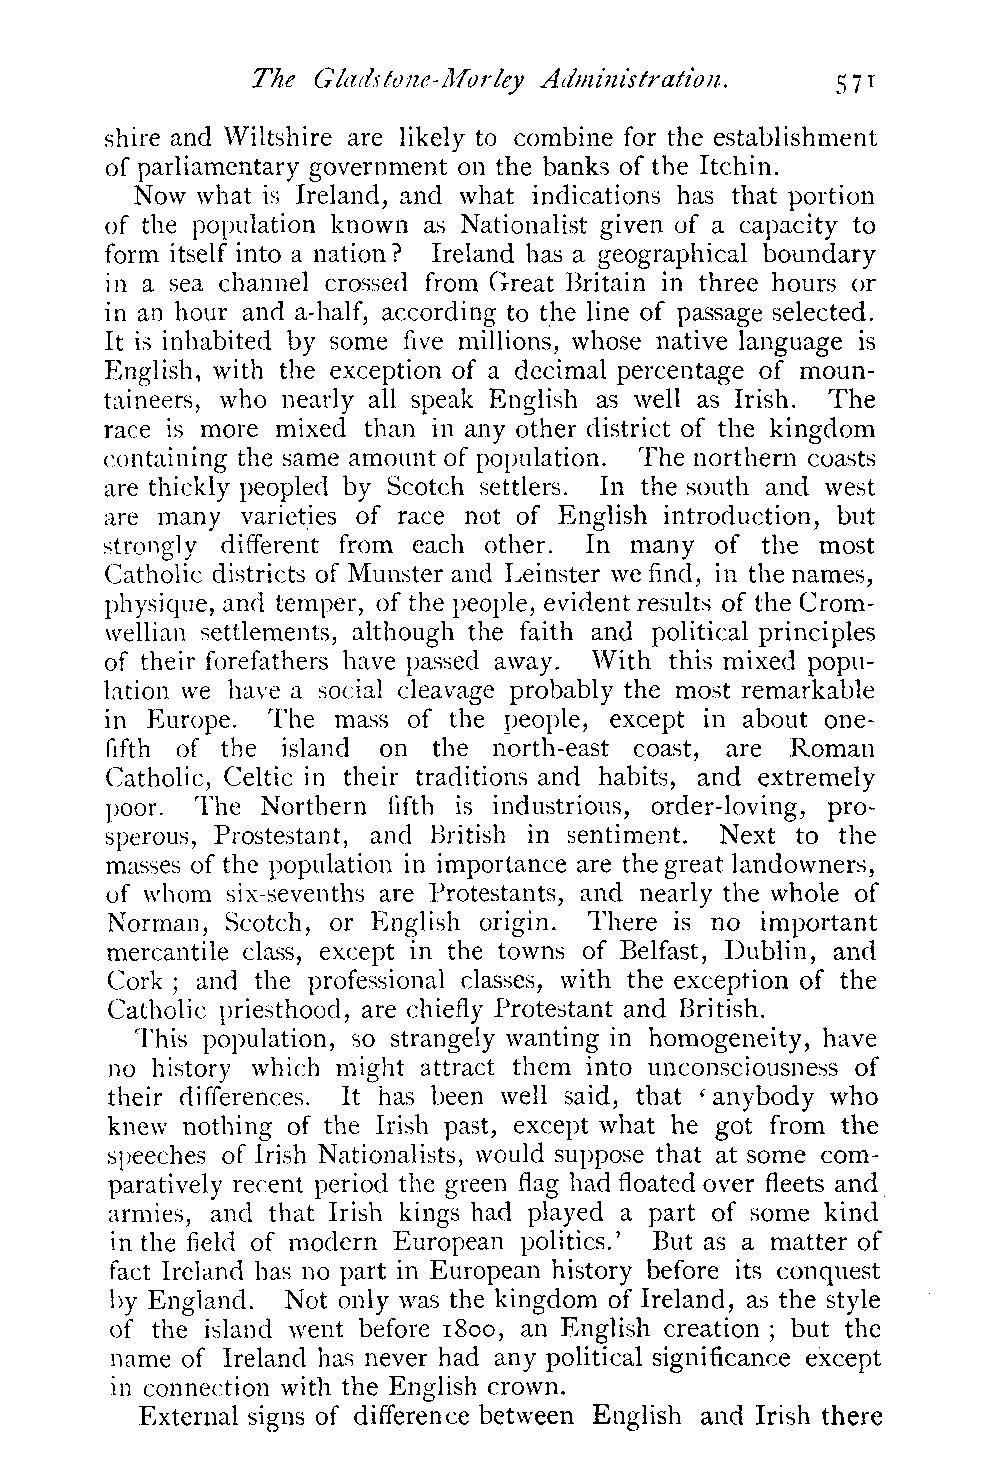 The Gladstone-Morley Administration. 571
shire and Wiltshire are likely to combine for the establishment
of parliamentary government on the banks of the Itchin.
Now what is Ireland, and what indications has that portion
of the population known as Nationalist given of a capacity to
form itself into a nation? Ireland has a geographical boundary
in a sea channel crossed from Great Britain in three hours or
in an hour and a-half, according to the line of passage selected.
It is inhabited by some five millions, whose native language is
English, with the exception of a decimal percentage of moun-
taineers, who nearly all speak English as well as Irish. The
race is more mixed than in any other district of the kingdom
containing the same amount of population. The northern coasts
are thickly peopled by Scotch settlers. In the south and west
are many varieties of race not of English introduction, but
strongly different from each other. In many of the most
Catholic districts of Munster and Leinster we find, in the names,
physique, and temper, of the people, evident results of the Crom-
wellian settlements, although the faith and political principles
of their forefathers have passed away. With this mixed popu-
lation we have a social cleavage probably the most remarkable
in Europe. The mass of the people, except in about one-
fifth of the island on the north-east coast, are Roman
Catholic, Celtic in their traditions and habits, and extremely
poor. The Northern fifth is industrious, order-loving, pro-
sperous, Prostestant, and British in sentiment. Next to the
masses of the population in importance are the great landowners,
of whom six-sevenths are Protestants, and nearly the whole of
Norman, Scotch, or English origin. There is no important
mercantile class, except in the towns of Belfast, Dublin, and
Cork ; and the professional classes, with the exception of the
Catholic priesthood, are chiefly Protestant and British.
This population, so strangely wanting in homogeneity, have
no history which might attract them into unconsciousness of
their differences. It has been well said, that ‘ anybody who
knew nothing of the Irish past, except what he got from the
speeches of Irish Nationalists, would suppose that at some com-
paratively recent period the green flag had floated over fleets and
armies, and that Irish kings had played a part of some kind
in the field of modern European politics.’ But as a matter of
fact Ireland has no part in European history before its conquest
by England. Not only was the kingdom of Ireland, as the style
of the island went before 1800, an English creation ; but the
name of Ireland has never had any political significance except
in connection with the English crown.
External signs of difference between English and Irish there